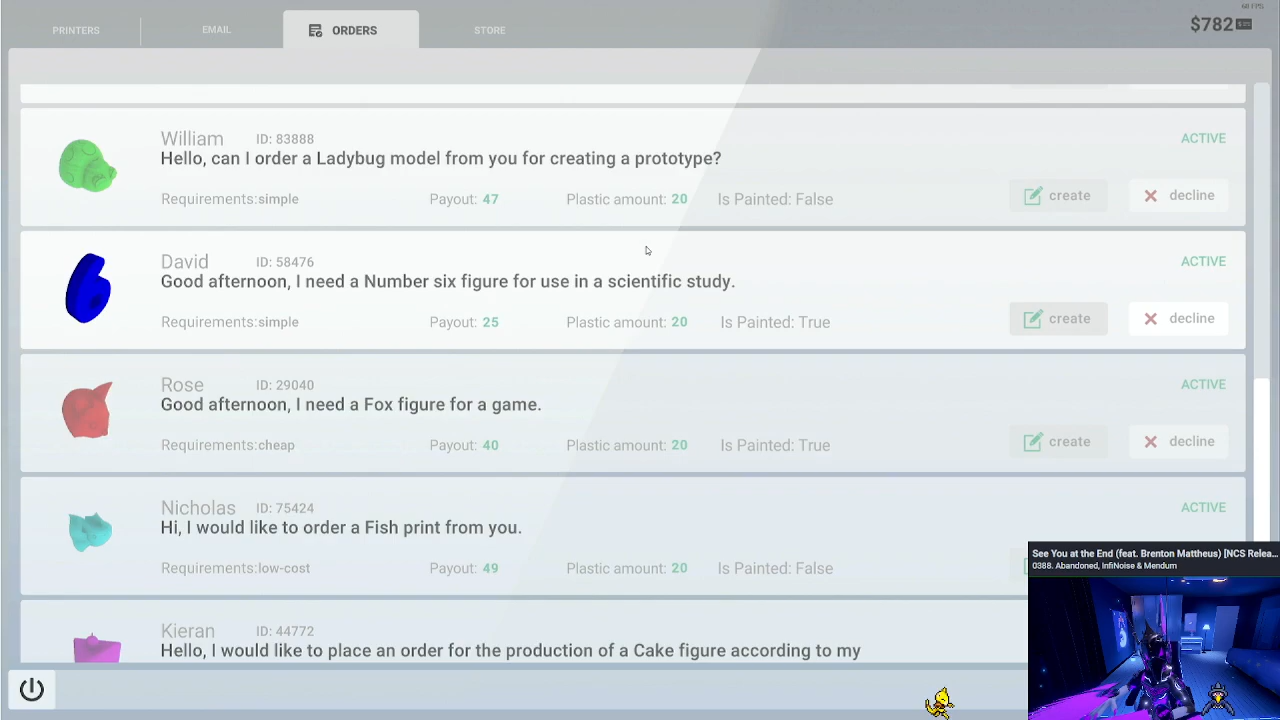 68 FPS
PRINTERS
EMAIL
ORDERS
STORE
$782
William
ID: 83888
ACTIVE
Hello, can I order a Ladybug model from you for creating a prototype?
Requirements:simple
Payout: 47
Plastic amount: 20
Is Painted: False
create
decline
David
ID: 58476
ACTIVE
Good afternoon, I need a Number six figure for use in a scientific study.
Requirements:simple
Payout: 25
Plastic amount: 20
Is Painted: True
create
decline
Rose
ID: 29040
ACTIVE
Good afternoon, I need a Fox figure for a game.
Requirements:cheap
Payout: 40
Plastic amount: 20
Is Painted: True
create
decline
Nicholas
ID: 75424
ACTIVE
Hi, I would like to order a Fish print from you.
Requirements:low-cost
Payout: 49
Plastic amount: 20
Is Painted: False
Kieran
ID: 44772
Hello, I would like to place an order for the production of a Cake figure according to my
See You at the End (feat. Brenton Mattheus) [NCS Relea...
0388. Abandoned, InfiNoise & Mendum